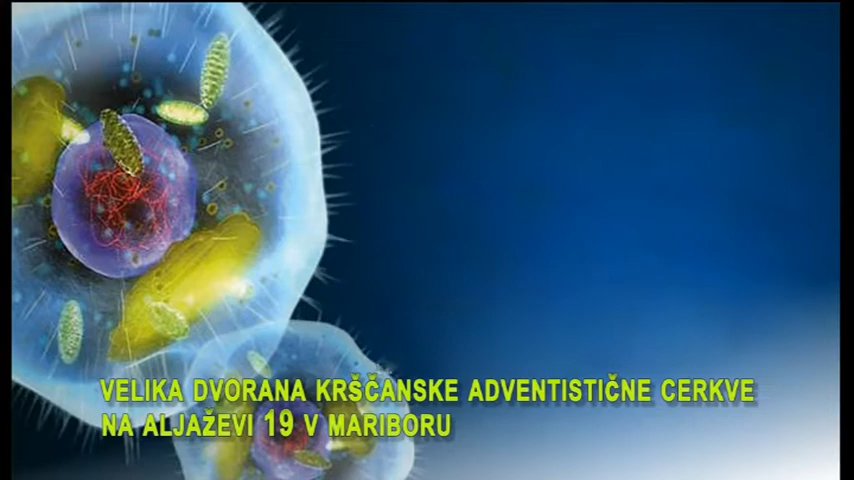 VELIKA DVORANA KRŠČANSKE ADVENTISTIČNE CERKVE
NA ALJAŽEVI 19 V MARIBORU